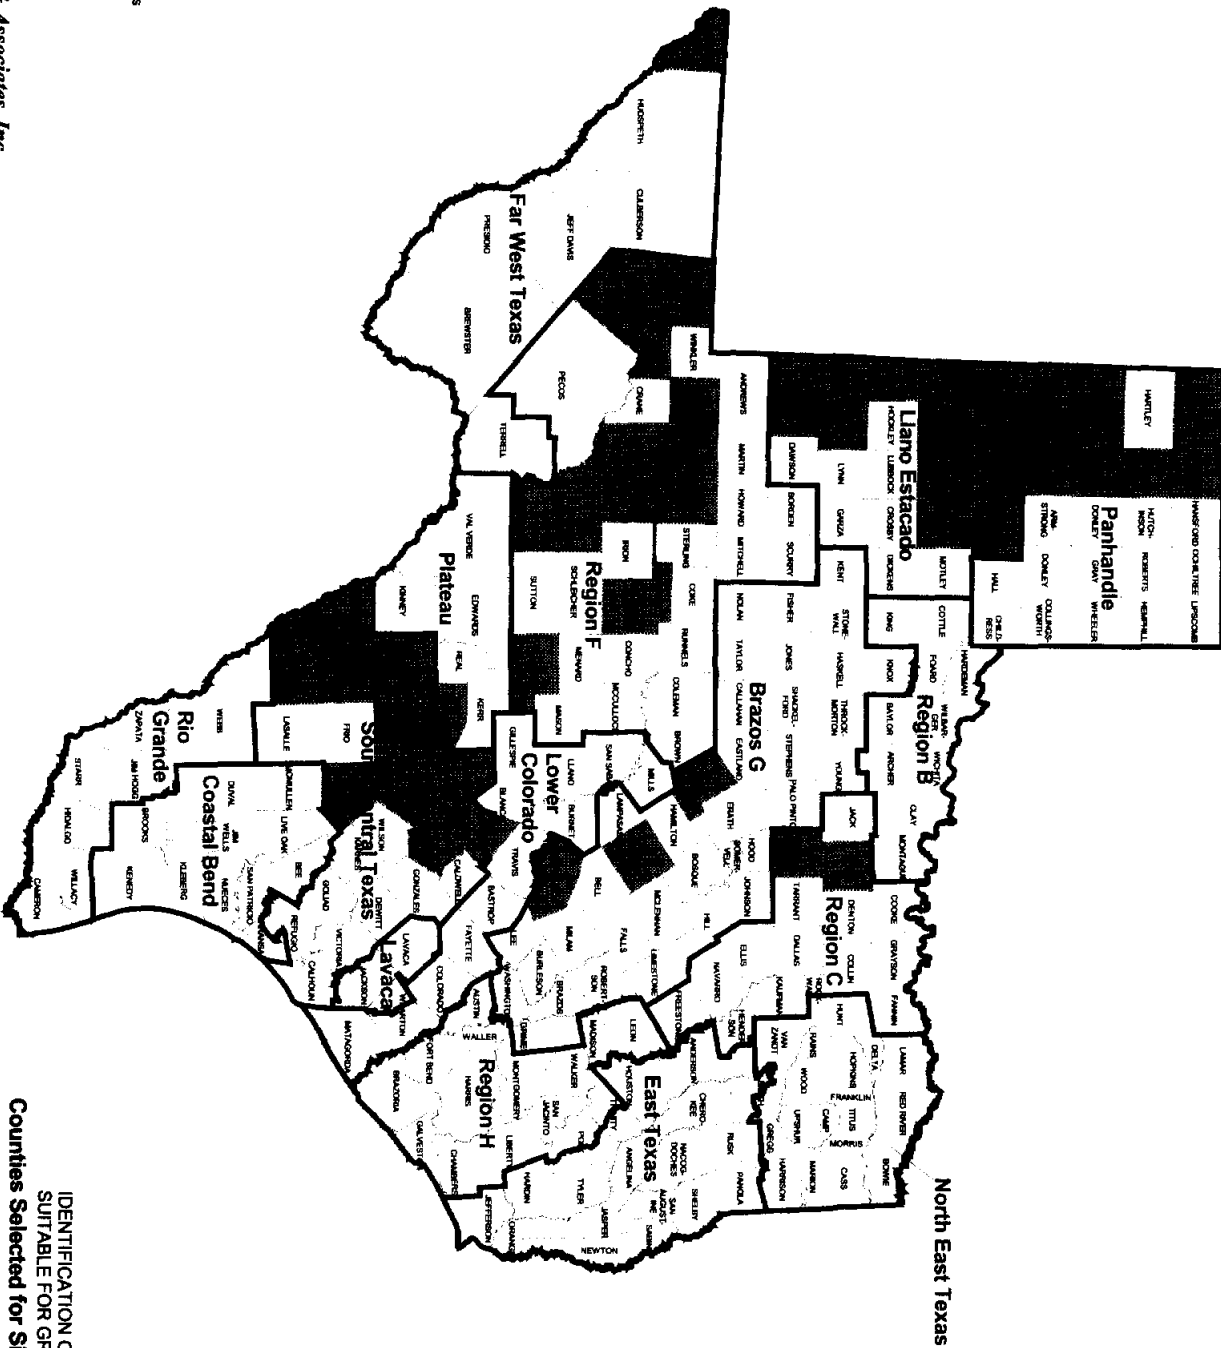 s
Associates, Inc
HUDSPETH
CULBERSON
JEFF DAVIS
PRESIDIO
Far West Texas
BREWSTER
WINKLER
PECOS
CRANE
TERRELL
HARTLEY
HANSFORD OCHILTREE LIPSCOMB
HUTCH-
INSON ROBERTS HEMPHILL
Panhandle
DONLEY GRAY WHEELER
ARM-
STRONG DONLEY COLLINGS-
WORTH
HALL CHILD-
RESS
Llano Estacado
HOCKLEY LUBBOCK CROSBY DICKENS
MOTLEY
LYNN GARZA
DAWSON
BORDEN SCURRY
KENT
ANDREWS MARTIN HOWARD MITCHELL
COTTLE
KING
HARDEMAN
FOARD
WILBAR-
GER
WICHITA
Region B
KNOX BAYLOR ARCHER
CLAY
MONTAGUE
STONE-
WALL HASKELL THROCK-
MORTON YOUNG
JACK
FISHER JONES SHACKEL-
FORD STEPHENS PALO PINTO
Brazos G
NOLAN TAYLOR CALLAHAN EASTLAND
ERATH
HOOD
SOMER-
VELL
JOHNSON
BOSQUE
HILL
HAMILTON
MCLENNAN
LIMESTONE
FALLS
BELL
MILAM
ROBERT-
SON
BRAZOS
BURLESON
LEE
WASHINGTON
GRIMES
STERLING COKE RUNNELS COLEMAN BROWN
IRION
CONCHO
MCCULLOCH
Region F
SCHLEICHER
MENARD
MASON
SUTTON
VAL VERDE EDWARDS
Plateau
REAL
KERR
KINNEY
MILLS
SAN SABA
LAMPASAS
LLANO BURNET
Lower
Colorado
GILLESPIE
BLANCO
TRAVIS
BASTROP
FAYETTE
COLORADO
WHARTON
MATAGORDA
COOKE GRAYSON FANNIN
DENTON COLLIN
Region C
TARRANT DALLAS
KAUFMAN
ELLIS
NAVARRO
HENDER-
SON
FREESTONE
LAMAR RED RIVER
BOWIE
DELTA
HUNT
HOPKINS
FRANKLIN
TITUS
MORRIS
CAMP
CASS
RAINS
WOOD
UPSHUR
MARION
VAN
ZANDT
GREGG
HARRISON
North East Texas
ANDERSON
CHERO-
KEE
RUSK
PANOLA
East Texas
HOUSTON
NACOG-
DOCHES
SHELBY
SAN
AUGUST-
INE
ANGELINA
TYLER
JASPER
NEWTON
HARDIN
ORANGE
JEFFERSON
LEON
MADISON
WALKER
SAN
JACINTO
MONTGOMERY
Region H
HARRIS
LIBERTY
CHAMBERS
GALVESTON
BRAZORIA
FORT BEND
WALLER
AUSTIN
Sou
ntral Texas
FRIO
LASALLE
WILSON
CALDWELL
GONZALES
DEWITT
GOLIAD
VICTORIA
REFUGIO
CALHOUN
Lavaca
LAVACA
JACKSON
Coastal Bend
MCMULLEN
LIVE OAK
BEE
DUVAL
JIM
WELLS
NUECES
SAN PATRICIO
KLEBERG
KENEDY
BROOKS
Rio
Grande
WEBB
ZAPATA
JIM HOGG
STARR
HIDALGO
WILLACY
CAMERON
IDENTIFICATION O
SUITABLE FOR GR
Counties Selected for Si